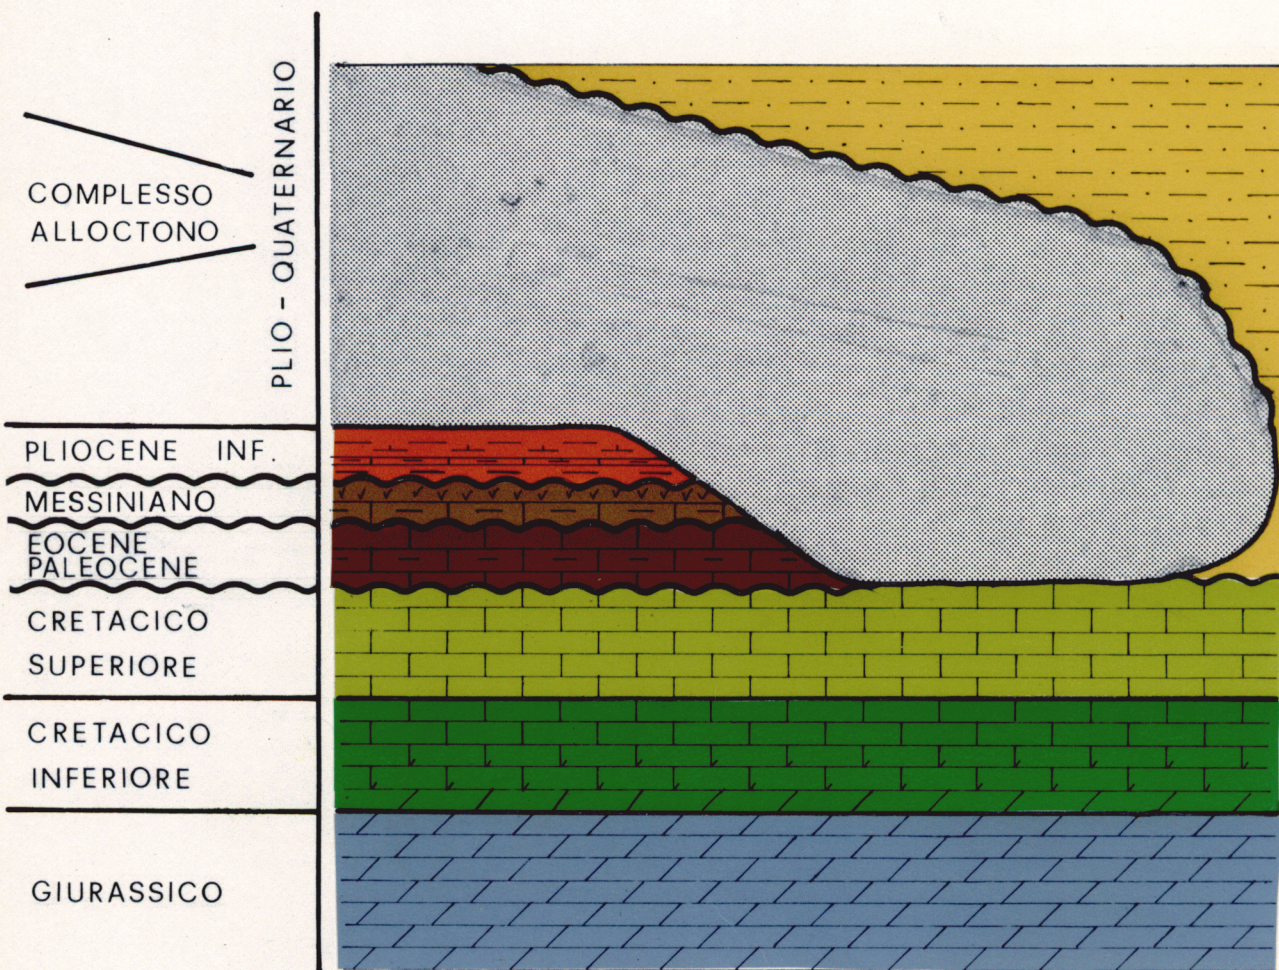 COMPLESSO
ALLOCTONO
PLIO - QUATERNARIO
PLIOCENE INF.
MESSINIANO
EOCENE
PALEOCENE
CRETACICO
SUPERIORE
CRETACICO
INFERIORE
GIURASSICO